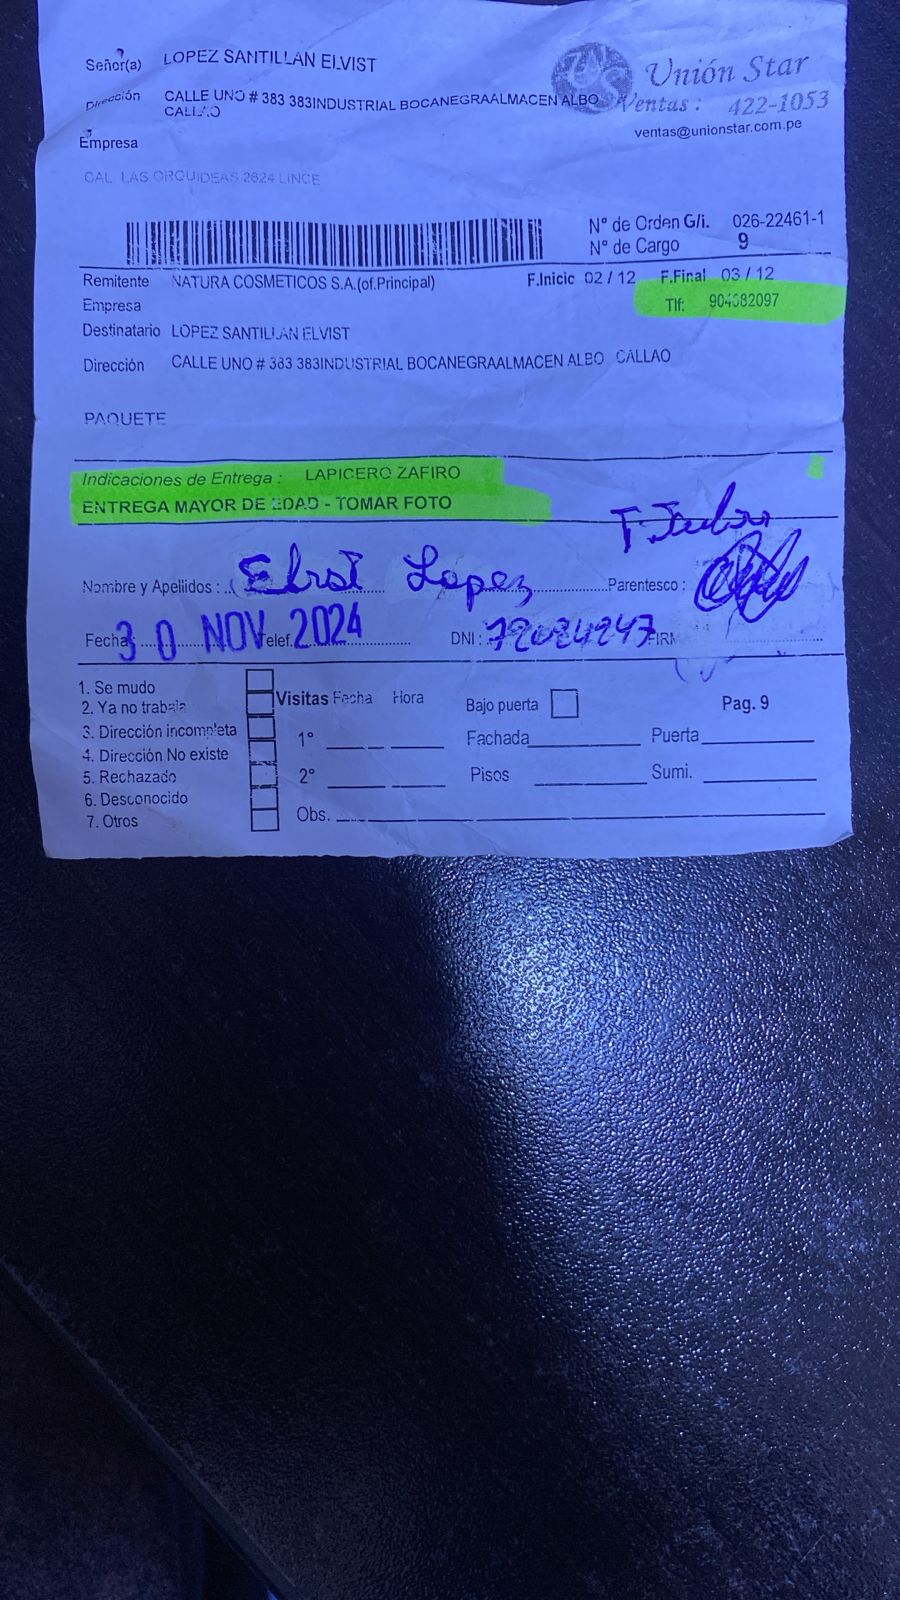 Señor(a) LOPEZ SANTILLAN ELVIST
Unión Star
Dirección CALLE UNO # 383 383INDUSTRIAL BOCANEGRAALMACEN ALBO
CALLAO
Ventas : 422-1053
ventas@unionstar.com.pe
Empresa
CAL LAS ORQUIDEAS 2624 LINCE
Nº de Orden G/i. 026-22461-1
Nº de Cargo 9
Remitente NATURA COSMETICOS S.A.(of.Principal) F.Inicic 02 / 12 F.Final 03 / 12
Empresa Tlf: 904682097
Destinatario LOPEZ SANTILLAN ELVIST
Dirección CALLE UNO # 383 383INDUSTRIAL BOCANEGRAALMACEN ALBO CALLAO
PAQUETE
Indicaciones de Entrega : LAPICERO ZAFIRO
ENTREGA MAYOR DE EDAD - TOMAR FOTO
Nombre y Apellidos : Elvist Lopez Parentesco :
Fecha 30 NOV 2024 Telef. DNI : FIRM
1. Se mudo
2. Ya no trabaja Visitas Fecha Hora Bajo puerta Pag. 9
3. Dirección incompleta 1° Fachada Puerta
4. Dirección No existe
5. Rechazado 2° Pisos Sumi.
6. Desconocido
7. Otros Obs.